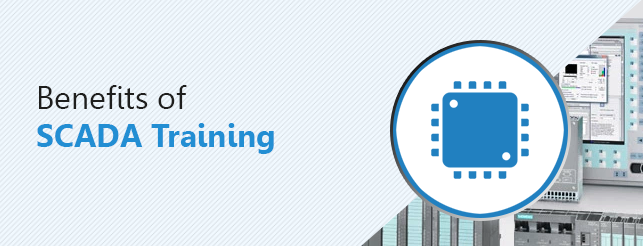 Benefits of
SCADA Training